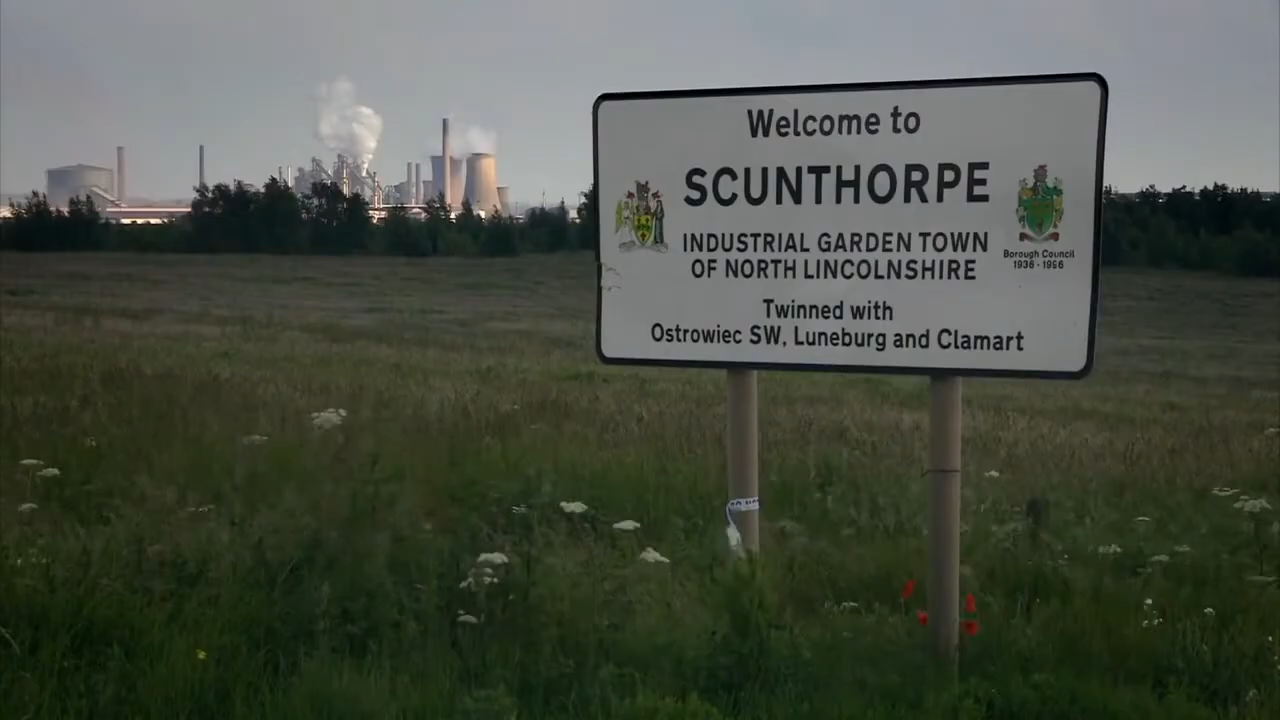 Welcome to
SCUNTHORPE
INDUSTRIAL GARDEN TOWN
OF NORTH LINCOLNSHIRE
Borough Council
1936 - 1996
Twinned with
Ostrowiec SW, Luneburg and Clamart